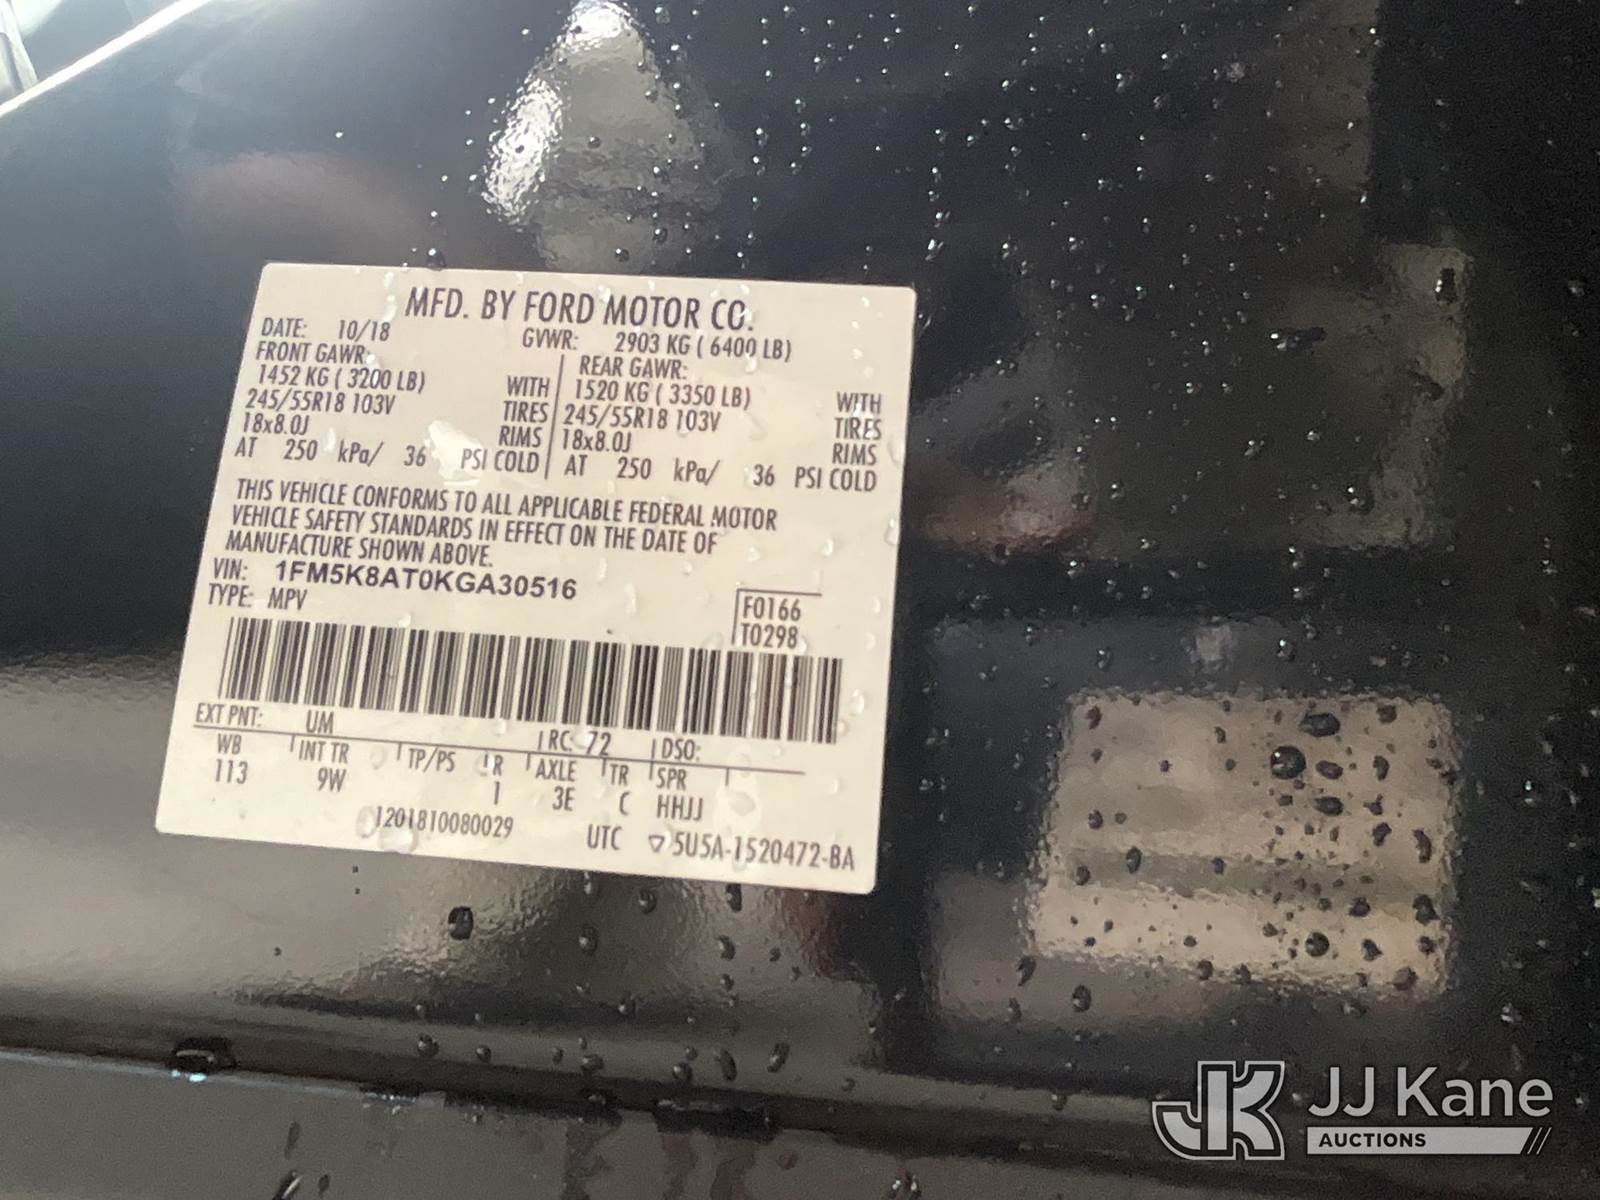 MFD. BY FORD MOTOR CO.
DATE: 10/18 GVWR: 2903 KG ( 6400 LB)
FRONT GAWR: REAR GAWR:
1452 KG ( 3200 LB) WITH 1520 KG ( 3350 LB) WITH
245/55R18 103V TIRES 245/55R18 103V TIRES
18x8.0J RIMS 18x8.0J RIMS
AT 250 kPa/ 36 PSI COLD AT 250 kPa/ 36 PSI COLD
THIS VEHICLE CONFORMS TO ALL APPLICABLE FEDERAL MOTOR
VEHICLE SAFETY STANDARDS IN EFFECT ON THE DATE OF
MANUFACTURE SHOWN ABOVE.
VIN: 1FM5K8AT0KGA30516
TYPE: MPV
F0166
T0298
EXT PNT: UM RC: 72 DSO:
WB INT TR TP/PS R AXLE TR SPR
113 9W 1 3E C HHJJ
1201810080029 UTC ▽ 5U5A-1520472-BA
JK JJ Kane
AUCTIONS